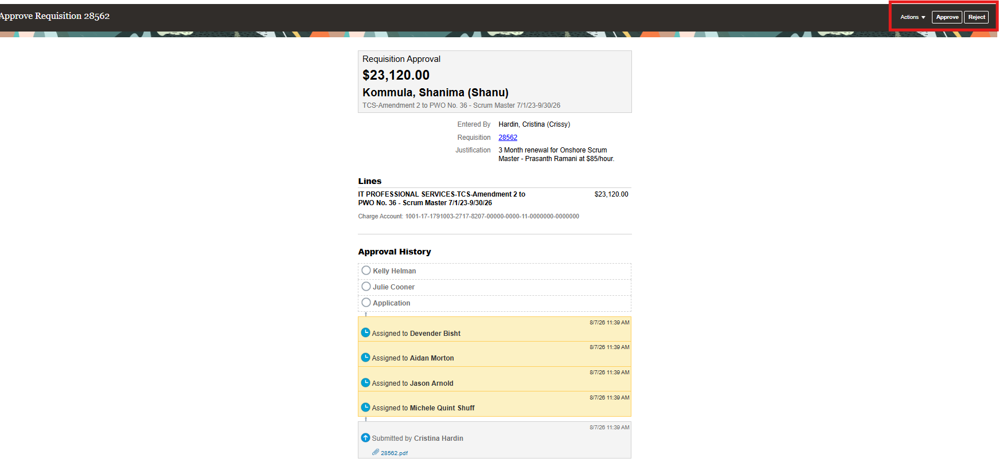 Approve Requisition 28562
Actions
Approve
Reject
Requisition Approval
$23,120.00
Kommula, Shanima (Shanu)
TCS-Amendment 2 to PWO No. 36 - Scrum Master 7/1/23-9/30/26
Entered By Hardin, Cristina (Crissy)
Requisition 28562
Justification 3 Month renewal for Onshore Scrum
Master - Prasanth Ramani at $85/hour.
Lines
IT PROFESSIONAL SERVICES-TCS-Amendment 2 to $23,120.00
PWO No. 36 - Scrum Master 7/1/23-9/30/26
Charge Account: 1001-17-1791003-2717-8207-00000-0000-11-0000000-0000000
Approval History
Kelly Helman
Julie Cooner
Application
8/7/26 11:39 AM
Assigned to Devender Bisht
8/7/26 11:39 AM
Assigned to Aidan Morton
8/7/26 11:39 AM
Assigned to Jason Arnold
8/7/26 11:39 AM
Assigned to Michele Quint Shuff
8/7/26 11:39 AM
Submitted by Cristina Hardin
28562.pdf